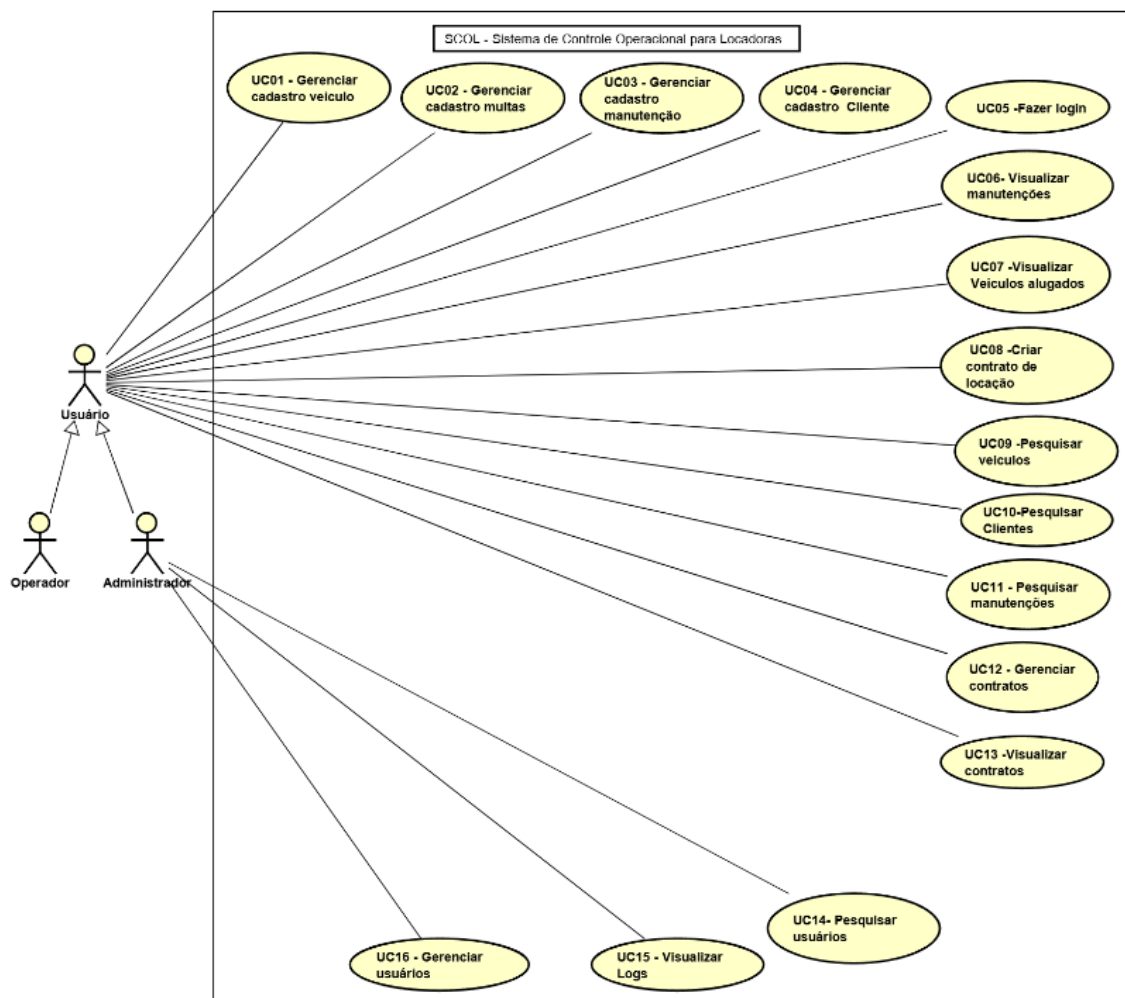 SCOL - Sistema de Controle Operacional para Locadoras
UC01 - Gerenciar
cadastro veiculo
UC02 - Gerenciar
cadastro multas
UC03 - Gerenciar
cadastro
manutenção
UC04 - Gerenciar
cadastro Cliente
UC05 -Fazer login
UC06- Visualizar
manutenções
UC07 -Visualizar
Veiculos alugados
UC08 -Criar
contrato de
locação
Usuário
UC09 -Pesquisar
veiculos
UC10-Pesquisar
Clientes
Operador
Administrador
UC11 - Pesquisar
manutenções
UC12 - Gerenciar
contratos
UC13 -Visualizar
contratos
UC14- Pesquisar
usuários
UC15 - Visualizar
Logs
UC16 - Gerenciar
usuários